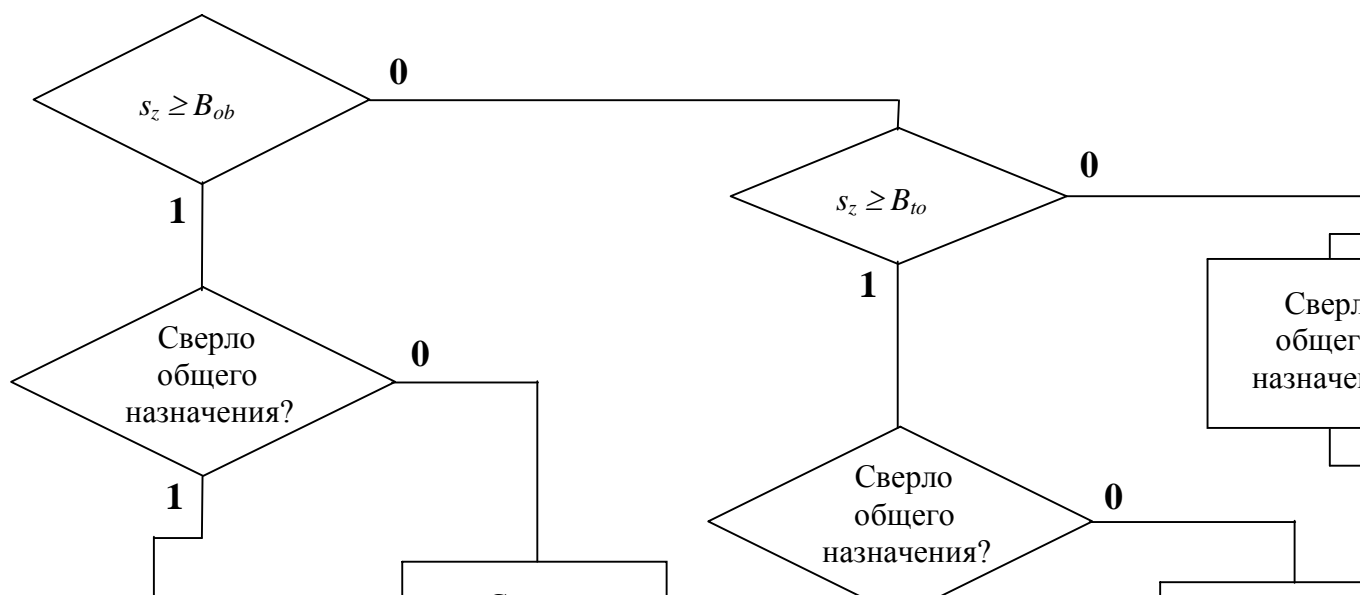 0
s_z ≥ B_ob
1
0
s_z ≥ B_to
1
Сверло
общего
назначения?
0
1
Сверло
общего
назначения?
0